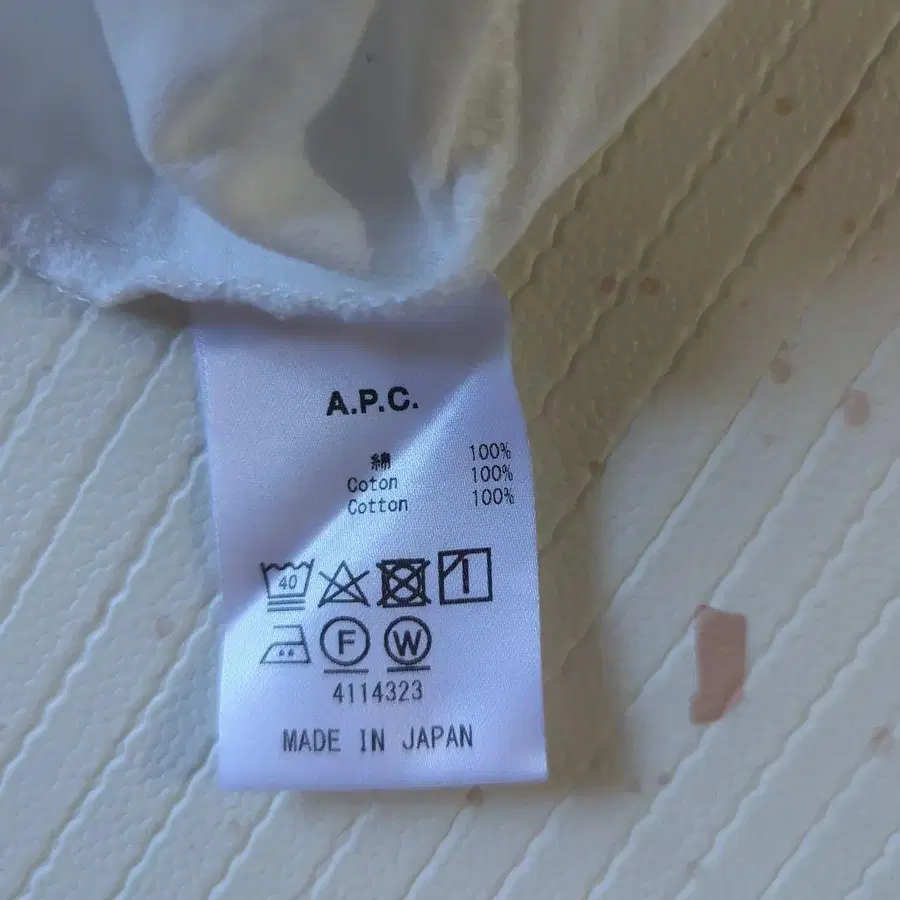 A.P.C.
綿 100%
Coton 100%
Cotton 100%
40
F W
4114323
MADE IN JAPAN